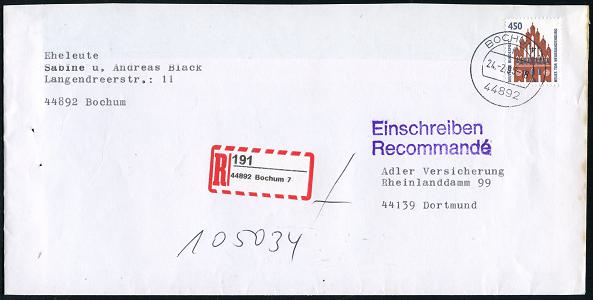 Eheleute
Sabine u. Andreas Black
Langendreerstr.: 11
44892 Bochum
450
BOCHUM
24-2.
44892
Einschreiben
Recommandé
R
191
44892 Bochum 7
Adler Versicherung
Rheinlanddamm 99
44139 Dortmund
105034